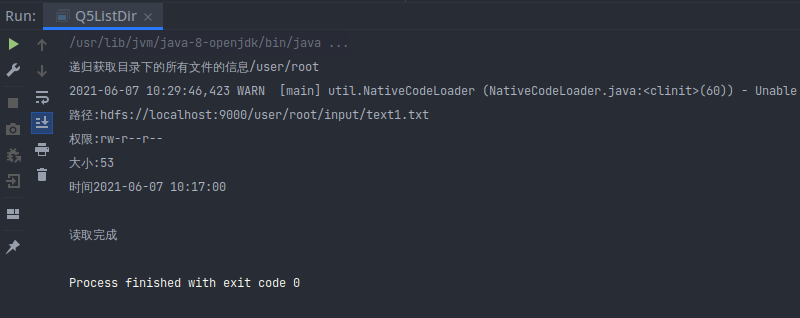 Run: Q5ListDir
/usr/lib/jvm/java-8-openjdk/bin/java ...
递归获取目录下的所有文件的信息/user/root
2021-06-07 10:29:46,423 WARN  [main] util.NativeCodeLoader (NativeCodeLoader.java:<clinit>(60)) - Unable
路径:hdfs://localhost:9000/user/root/input/text1.txt
权限:rw-r--r--
大小:53
时间2021-06-07 10:17:00
读取完成
Process finished with exit code 0